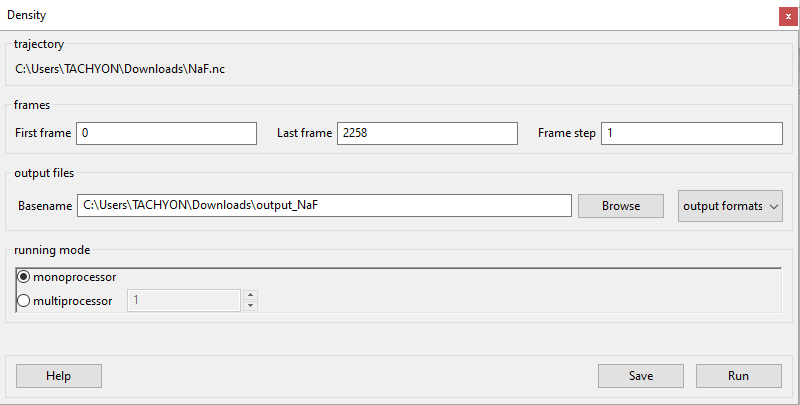 Density
x
trajectory
C:\Users\TACHYON\Downloads\NaF.nc
frames
First frame 0 Last frame 2258 Frame step 1
output files
Basename C:\Users\TACHYON\Downloads\output_NaF Browse output formats
running mode
monoprocessor
multiprocessor 1
Help Save Run